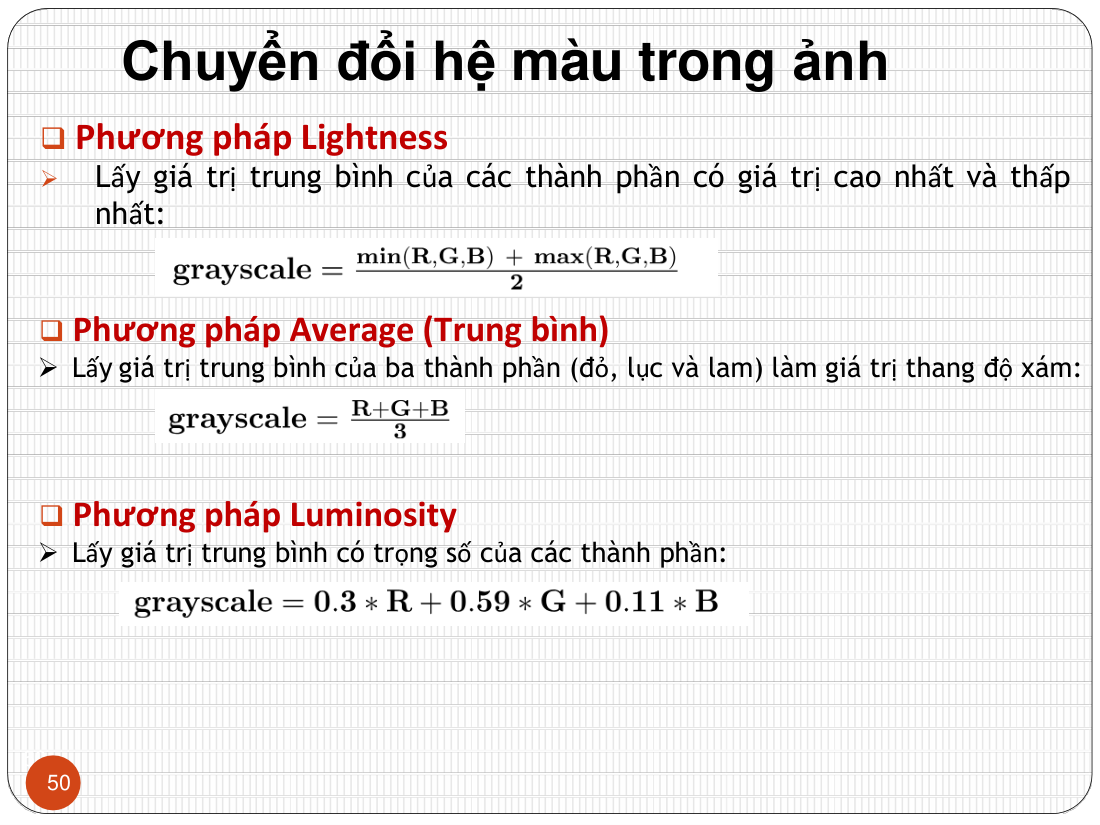 Chuyển đổi hệ màu trong ảnh
❑ Phương pháp Lightness
➢ Lấy giá trị trung bình của các thành phần có giá trị cao nhất và thấp
nhất:
grayscale = (min(R,G,B) + max(R,G,B)) / 2
❑ Phương pháp Average (Trung bình)
➢ Lấy giá trị trung bình của ba thành phần (đỏ, lục và lam) làm giá trị thang độ xám:
grayscale = (R+G+B) / 3
❑ Phương pháp Luminosity
➢ Lấy giá trị trung bình có trọng số của các thành phần:
grayscale = 0.3 ∗ R + 0.59 ∗ G + 0.11 ∗ B
50